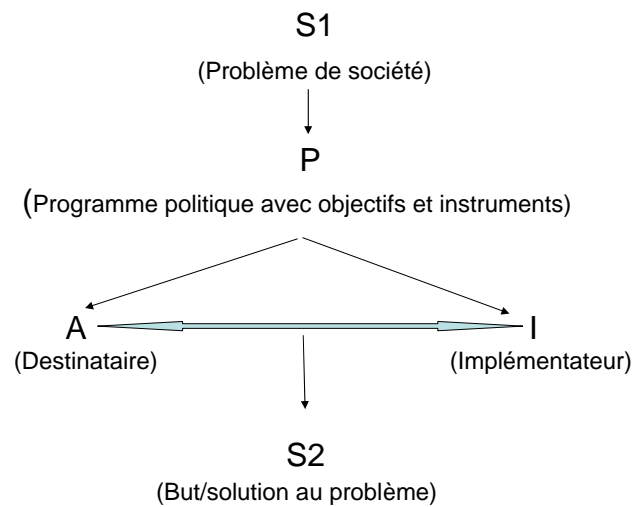 S1
(Problème de société)
P
(Programme politique avec objectifs et instruments)
A I
(Destinataire) (Implémentateur)
S2
(But/solution au problème)